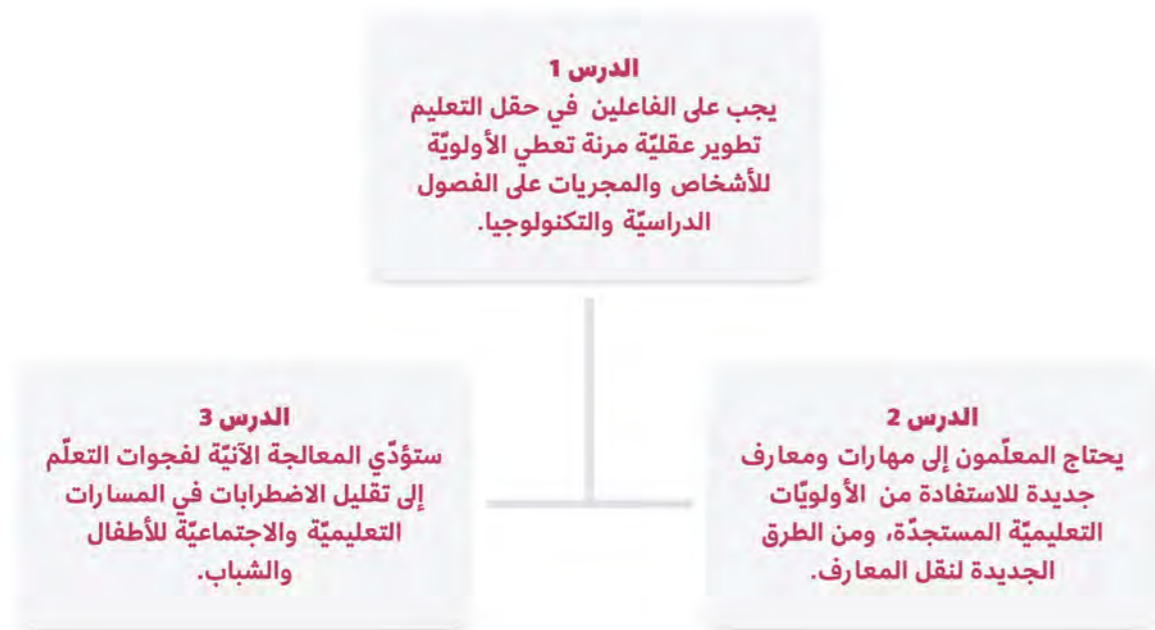 الدرس 1
يجب على الفاعلين في حقل التعليم
تطوير عقليّة مرنة تعطي الأولويّة
للأشخاص والمجريات على الفصول
الدراسيّة والتكنولوجيا.
الدرس 2
يحتاج المعلّمون إلى مهارات ومعارف
جديدة للاستفادة من الأولويّات
التعليميّة المستجدّة، ومن الطرق
الجديدة لنقل المعارف.
الدرس 3
ستؤدّي المعالجة الآنيّة لفجوات التعلّم
إلى تقليل الاضطرابات في المسارات
التعليميّة والاجتماعيّة للأطفال
والشباب.